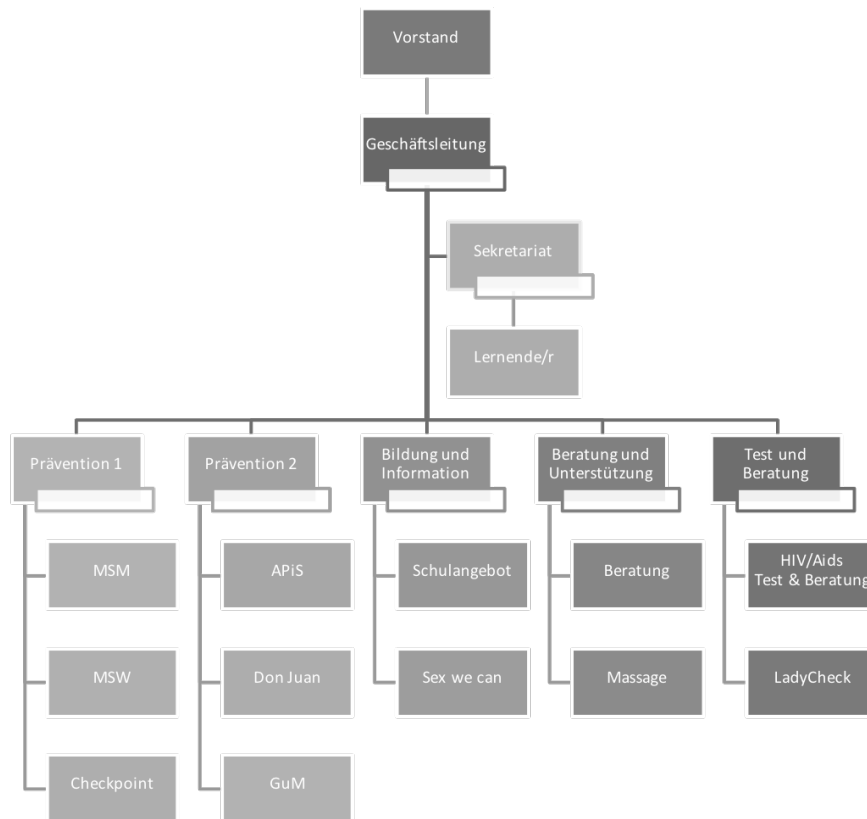 Vorstand
Geschäftsleitung
Sekretariat
Lernende/r
Prävention 1
Prävention 2
Bildung und
Information
Beratung und
Unterstützung
Test und
Beratung
MSM
APiS
Schulangebot
Beratung
HIV/Aids
Test & Beratung
MSW
Don Juan
Sex we can
Massage
LadyCheck
Checkpoint
GuM